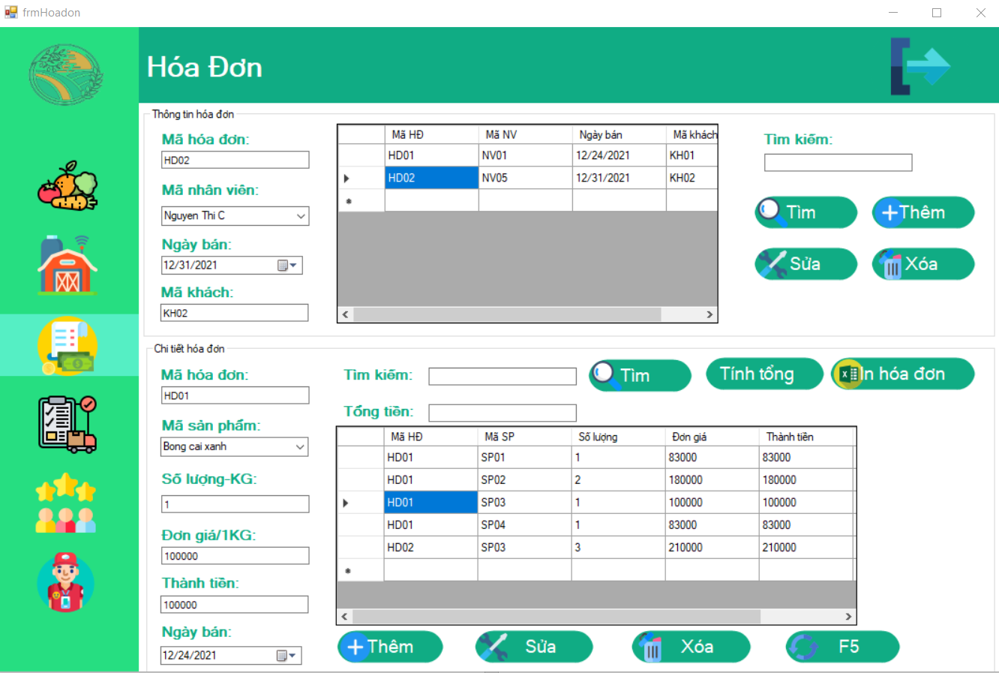 frmHoadon
Hóa Đơn
Thông tin hóa đơn
Mã hóa đơn:
HD02
Mã nhân viên:
Nguyen Thi C
Ngày bán:
12/31/2021
Mã khách:
KH02
Mã HĐ Mã NV Ngày bán Mã khách
HD01 NV01 12/24/2021 KH01
HD02 NV05 12/31/2021 KH02
Tìm kiếm:
Tìm
Thêm
Sửa
Xóa
Chi tiết hóa đơn
Mã hóa đơn:
HD01
Mã sản phẩm:
Bong cai xanh
Số lượng-KG:
1
Đơn giá/1KG:
100000
Thành tiền:
100000
Ngày bán:
12/24/2021
Tìm kiếm:
Tìm
Tính tổng
In hóa đơn
Tổng tiền:
Mã HĐ Mã SP Số lượng Đơn giá Thành tiền
HD01 SP01 1 83000 83000
HD01 SP02 2 180000 180000
HD01 SP03 1 100000 100000
HD01 SP04 1 83000 83000
HD02 SP03 3 210000 210000
Thêm
Sửa
Xóa
F5